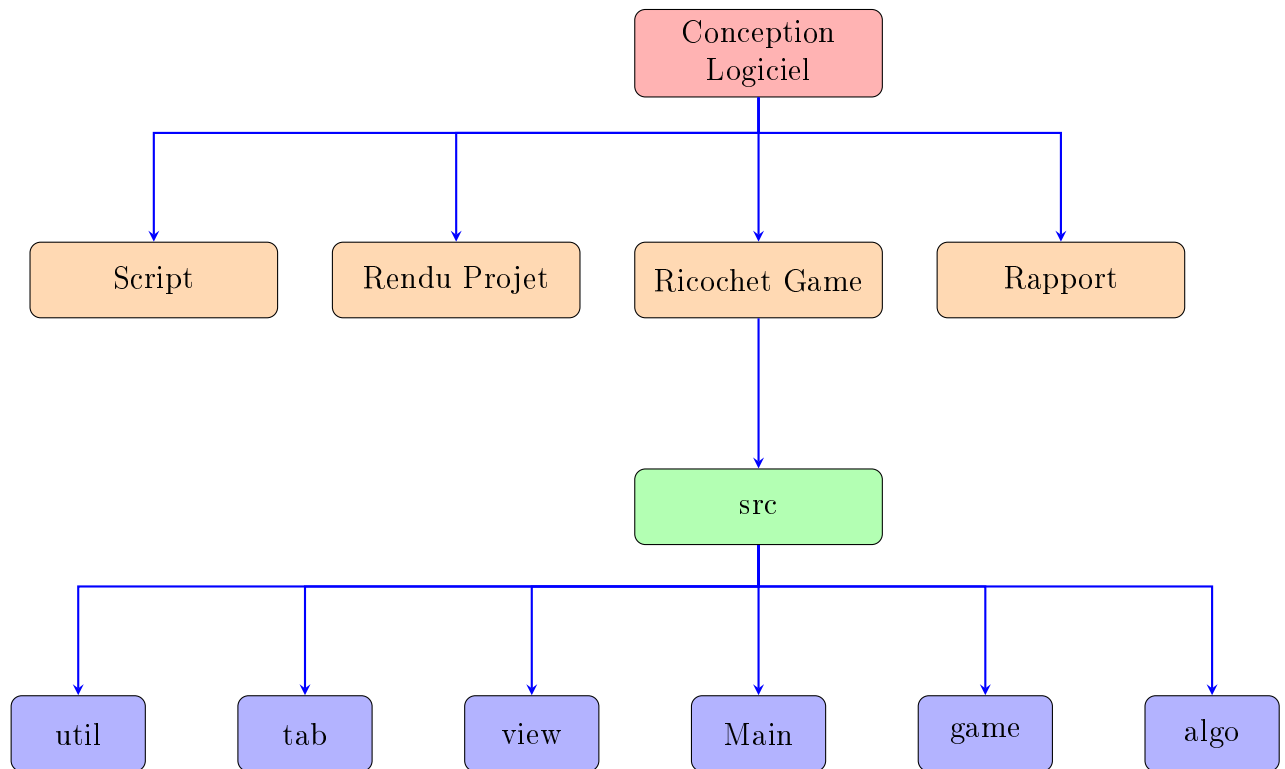 Conception
Logiciel
Script
Rendu Projet
Ricochet Game
Rapport
src
util
tab
view
Main
game
algo